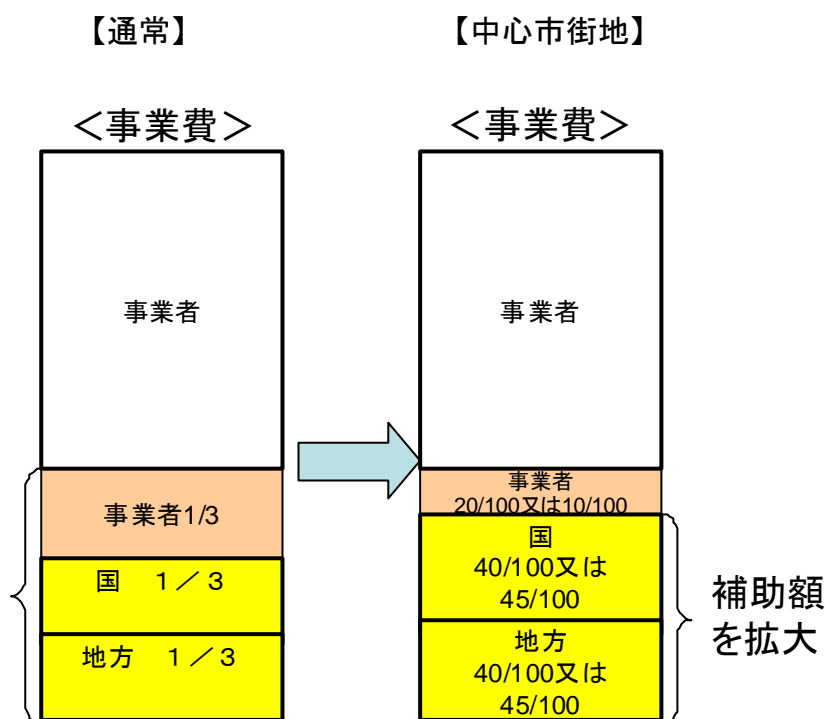 【通常】
【中心市街地】
＜事業費＞
＜事業費＞
事業者
事業者
事業者1/3
国　１／３
地方　１／３
事業者
20/100又は10/100
国
40/100又は
45/100
地方
40/100又は
45/100
補助額
を拡大